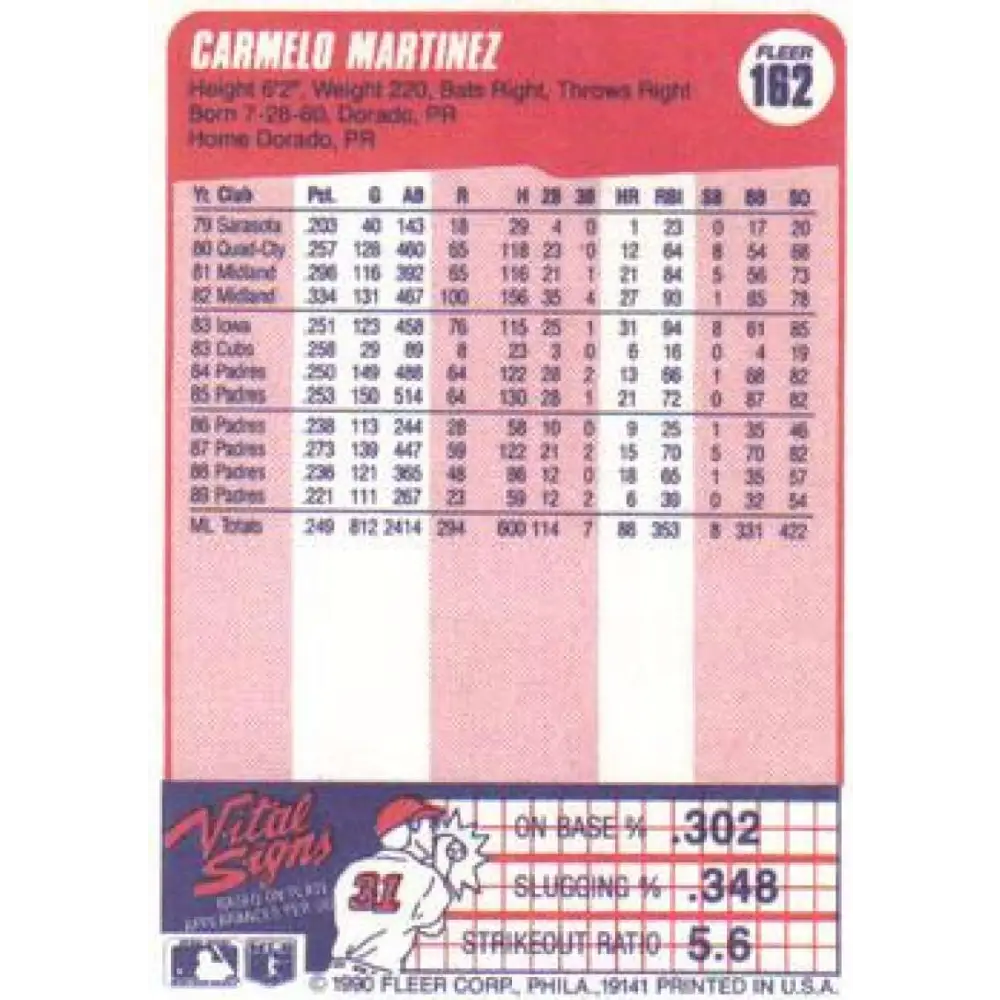 CARMELO MARTINEZ
FLEER
162
Height 6'2", Weight 220, Bats Right, Throws Right
Born 7-28-60, Dorado, PR
Home Dorado, PR
Yr. Club Pct. G AB R H 2B 3B HR RBI SB BB SO
79 Sarasota .203 40 143 18 29 4 0 1 23 0 17 20
80 Quad-Cty .257 128 460 65 118 23 0 12 64 8 54 68
81 Midland .296 116 392 65 116 21 1 21 84 5 56 73
82 Midland .334 131 467 100 156 35 4 27 93 1 65 78
83 Iowa .251 123 458 76 115 25 1 31 94 8 61 85
83 Cubs .258 29 89 8 23 3 0 6 16 0 4 19
84 Padres .250 149 488 64 122 28 2 13 66 1 68 82
85 Padres .253 150 514 64 130 28 1 21 72 0 87 82
86 Padres .238 113 244 28 58 10 0 9 25 1 35 46
87 Padres .273 139 447 59 122 21 2 15 70 5 70 82
88 Padres .236 121 365 48 86 12 0 18 65 1 35 57
89 Padres .221 111 267 23 59 12 2 6 39 0 32 54
ML Totals .249 812 2414 294 600 114 7 88 353 8 331 422
Vital
Signs
BASED ON PLATE
APPEARANCES PER
31
ON BASE % .302
SLUGGING % .348
STRIKEOUT RATIO 5.6
© 1990 FLEER CORP., PHILA., 19141 PRINTED IN U.S.A.